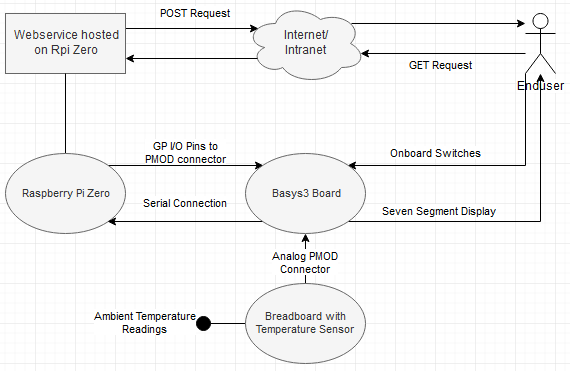 POST Request
Webservice hosted
on Rpi Zero
Internet/
Intranet
GET Request
Enduser
GP I/O Pins to
PMOD connector
Onboard Switches
Raspberry Pi Zero
Basys3 Board
Serial Connection
Seven Segment Display
Analog PMOD
Connector
Ambient Temperature
Readings
Breadboard with
Temperature Sensor